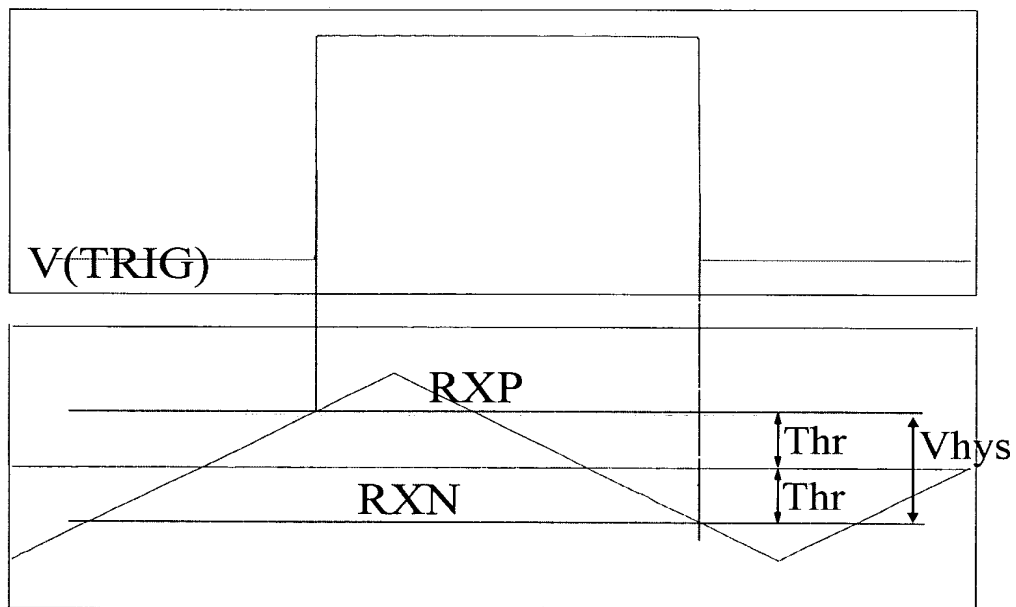 V(TRIG)
RXP
Thr
Vhys
Thr
RXN